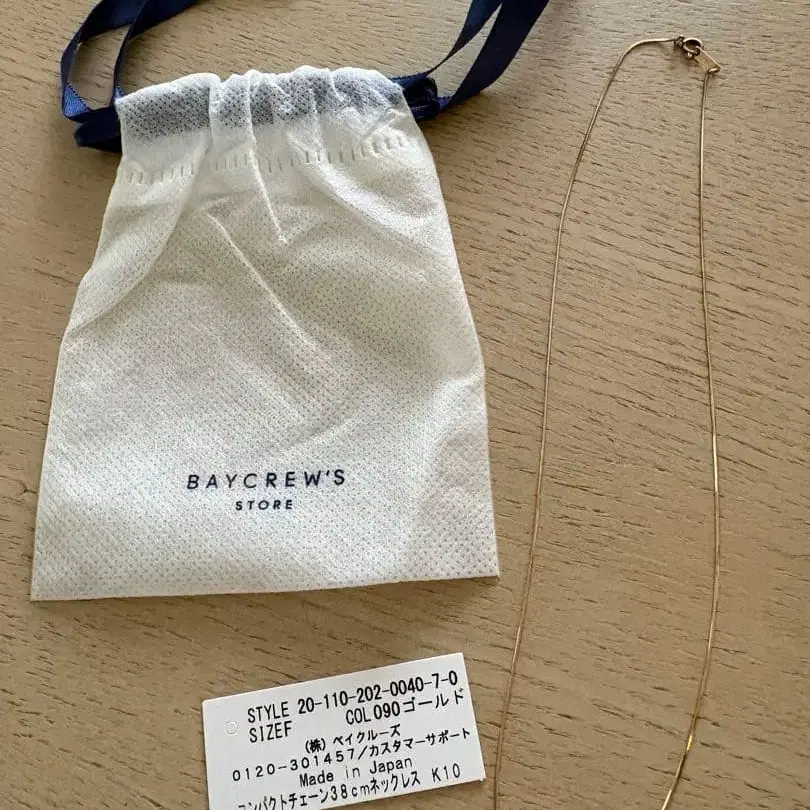 BAYCREW'S
STORE
STYLE 20-110-202-0040-7-0
SIZEF COL090ゴールド
(株)ベイクルーズ
0120-301457/カスタマーサポート
Made in Japan
コンパクトチェーン38cmネックレス K10